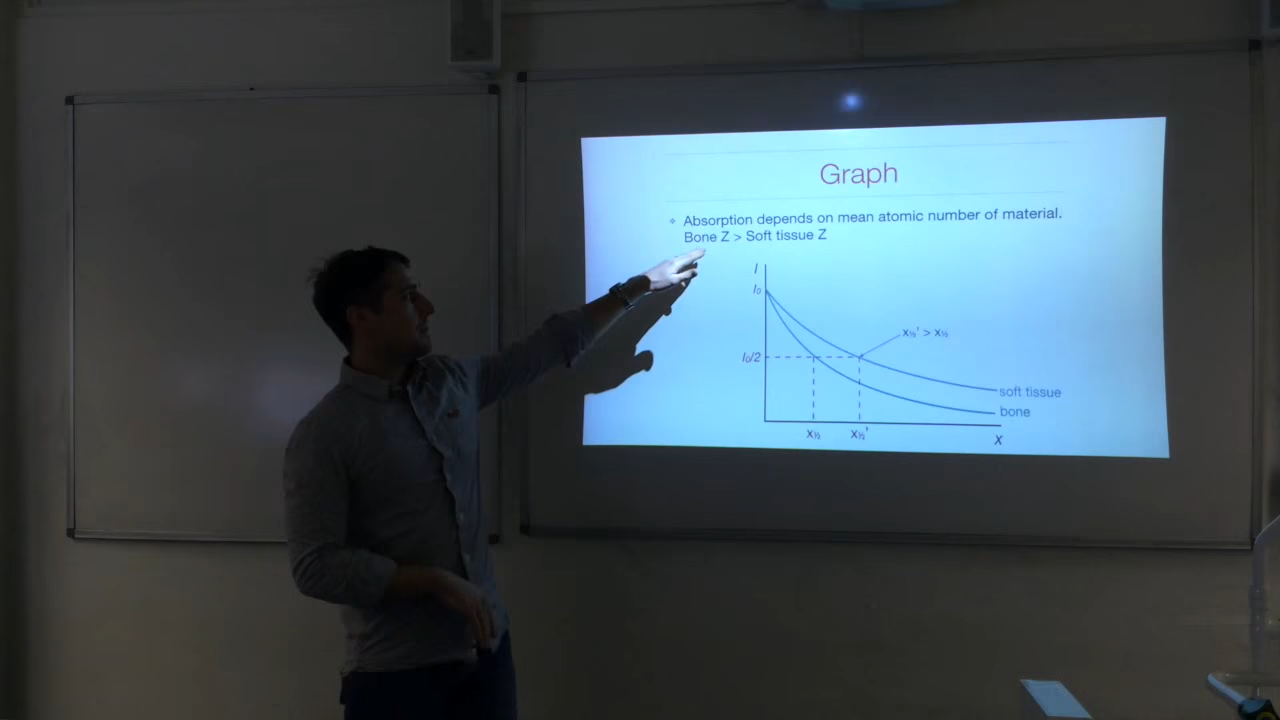 Graph
Absorption depends on mean atomic number of material.
Bone Z > Soft tissue Z
I
I₀
X½' > X½
I₀/2
soft tissue
bone
X½
X½'
X